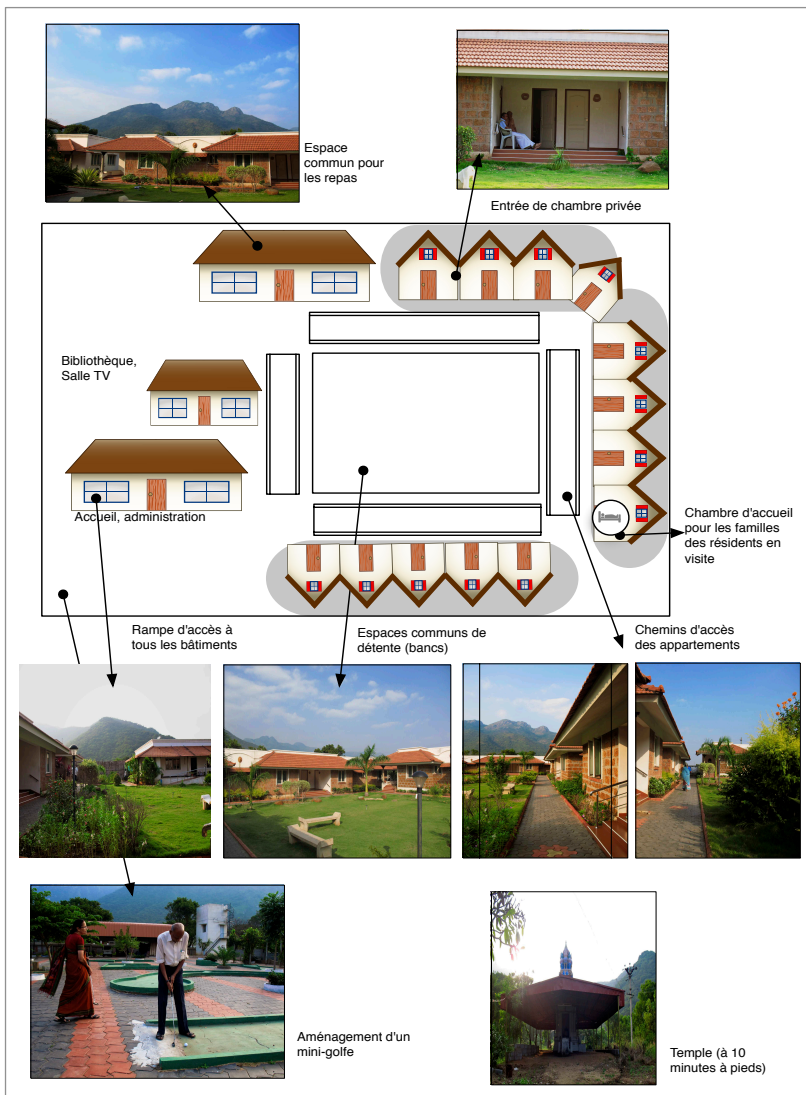 Espace
commun pour
les repas
Entrée de chambre privée
Bibliothèque,
Salle TV
Accueil, administration
Chambre d'accueil
pour les familles
des résidents en
visite
Rampe d'accès à
tous les bâtiments
Espaces communs de
détente (bancs)
Chemins d'accès
des appartements
Aménagement d'un
mini-golfe
Temple (à 10
minutes à pieds)